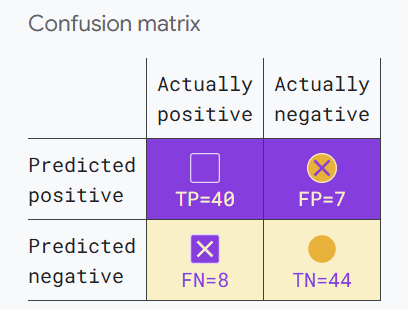 Confusion matrix
Actually positive
Actually negative
Predicted positive
TP=40
FP=7
Predicted negative
FN=8
TN=44